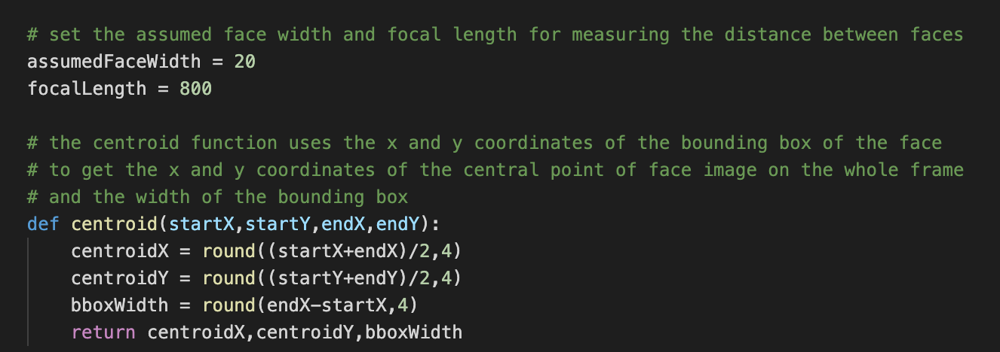 # set the assumed face width and focal length for measuring the distance between faces
assumedFaceWidth = 20
focalLength = 800
# the centroid function uses the x and y coordinates of the bounding box of the face
# to get the x and y coordinates of the central point of face image on the whole frame
# and the width of the bounding box
def centroid(startX,startY,endX,endY):
    centroidX = round((startX+endX)/2,4)
    centroidY = round((startY+endY)/2,4)
    bboxWidth = round(endX-startX,4)
    return centroidX,centroidY,bboxWidth